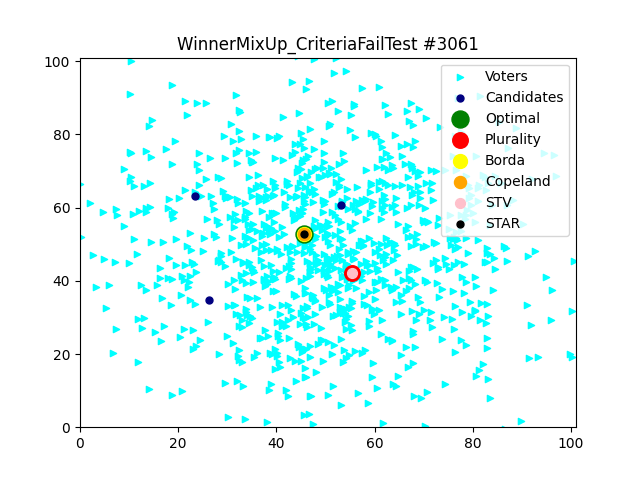 WinnerMixUp_CriteriaFailTest #3061
100
80
60
40
20
0
0
20
40
60
80
100
Voters
Candidates
Optimal
Plurality
Borda
Copeland
STV
STAR